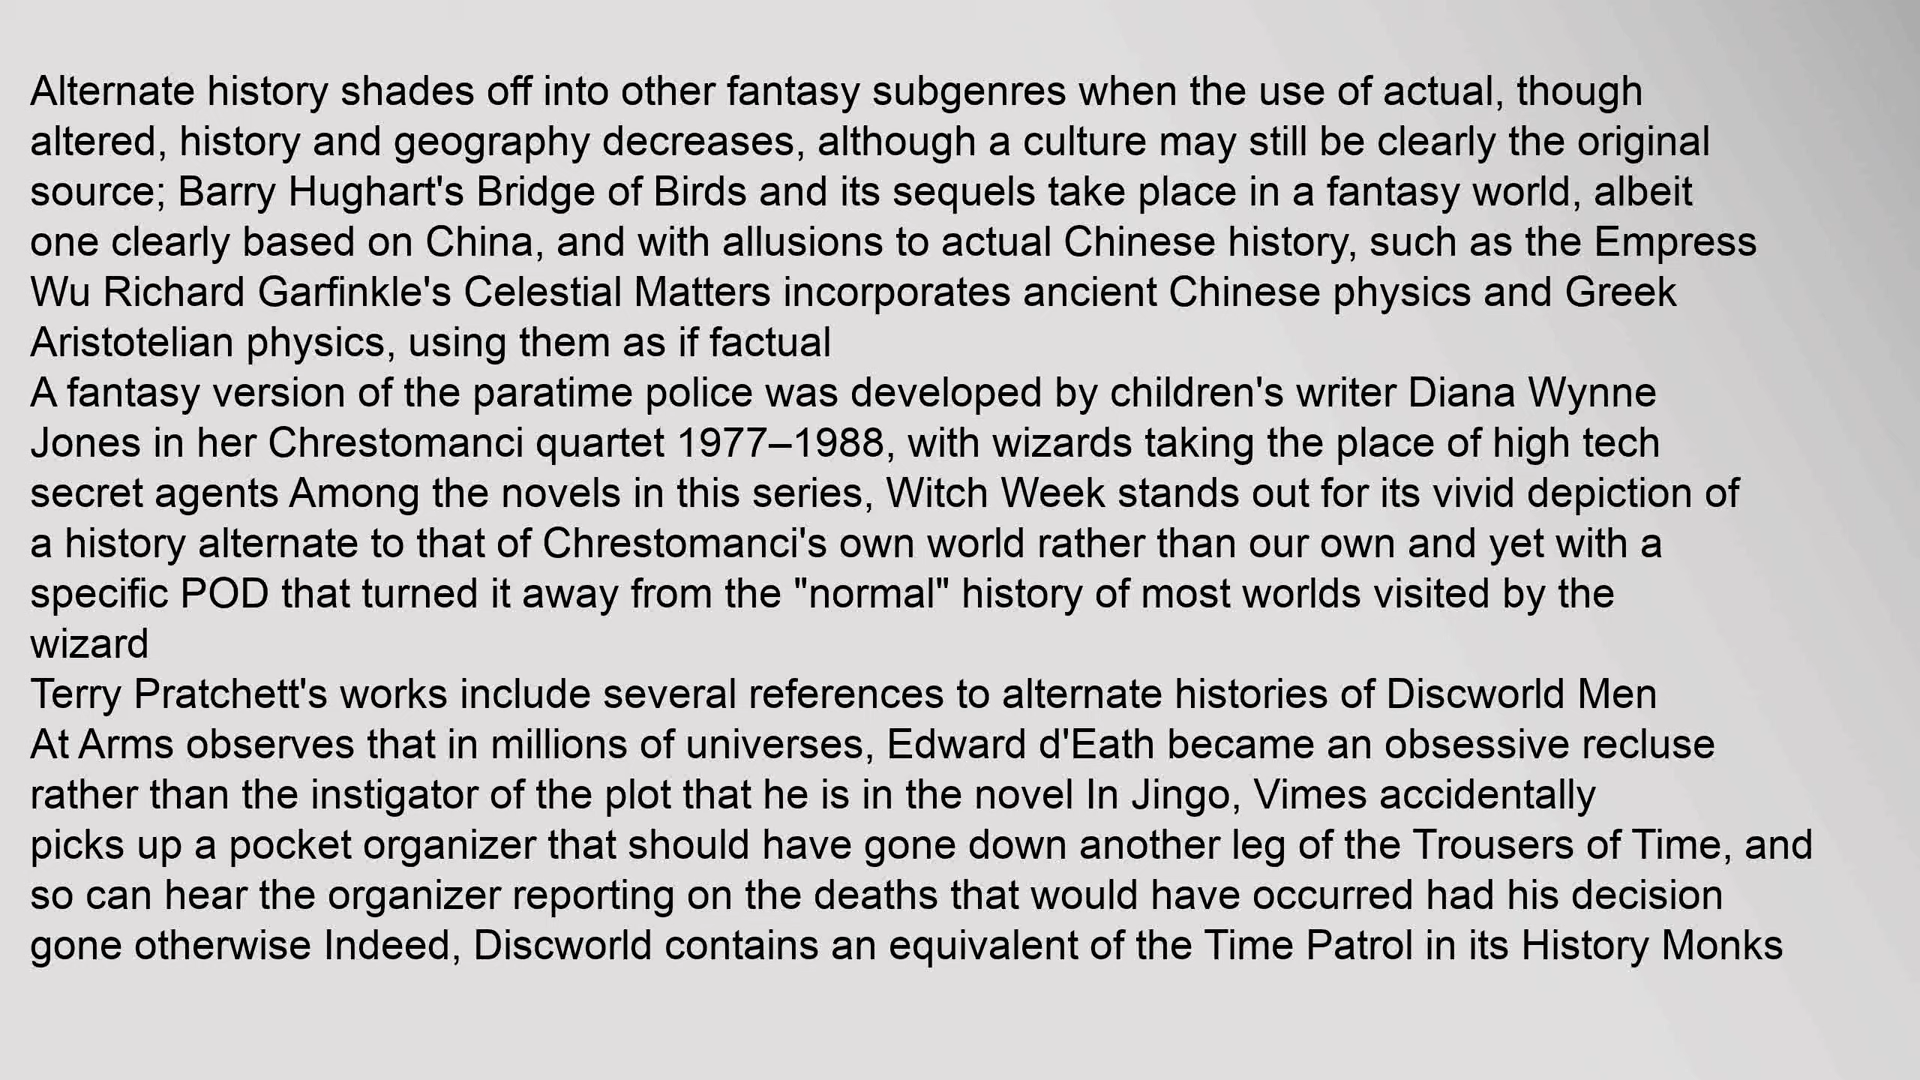 Alternate history shades off into other fantasy subgenres when the use of actual, though
altered, history and geography decreases, although a culture may still be clearly the original
source; Barry Hughart's Bridge of Birds and its sequels take place in a fantasy world, albeit
one clearly based on China, and with allusions to actual Chinese history, such as the Empress
Wu Richard Garfinkle's Celestial Matters incorporates ancient Chinese physics and Greek
Aristotelian physics, using them as if factual
A fantasy version of the paratime police was developed by children's writer Diana Wynne
Jones in her Chrestomanci quartet 1977–1988, with wizards taking the place of high tech
secret agents Among the novels in this series, Witch Week stands out for its vivid depiction of
a history alternate to that of Chrestomanci's own world rather than our own and yet with a
specific POD that turned it away from the "normal" history of most worlds visited by the
wizard
Terry Pratchett's works include several references to alternate histories of Discworld Men
At Arms observes that in millions of universes, Edward d'Eath became an obsessive recluse
rather than the instigator of the plot that he is in the novel In Jingo, Vimes accidentally
picks up a pocket organizer that should have gone down another leg of the Trousers of Time, and
so can hear the organizer reporting on the deaths that would have occurred had his decision
gone otherwise Indeed, Discworld contains an equivalent of the Time Patrol in its History Monks